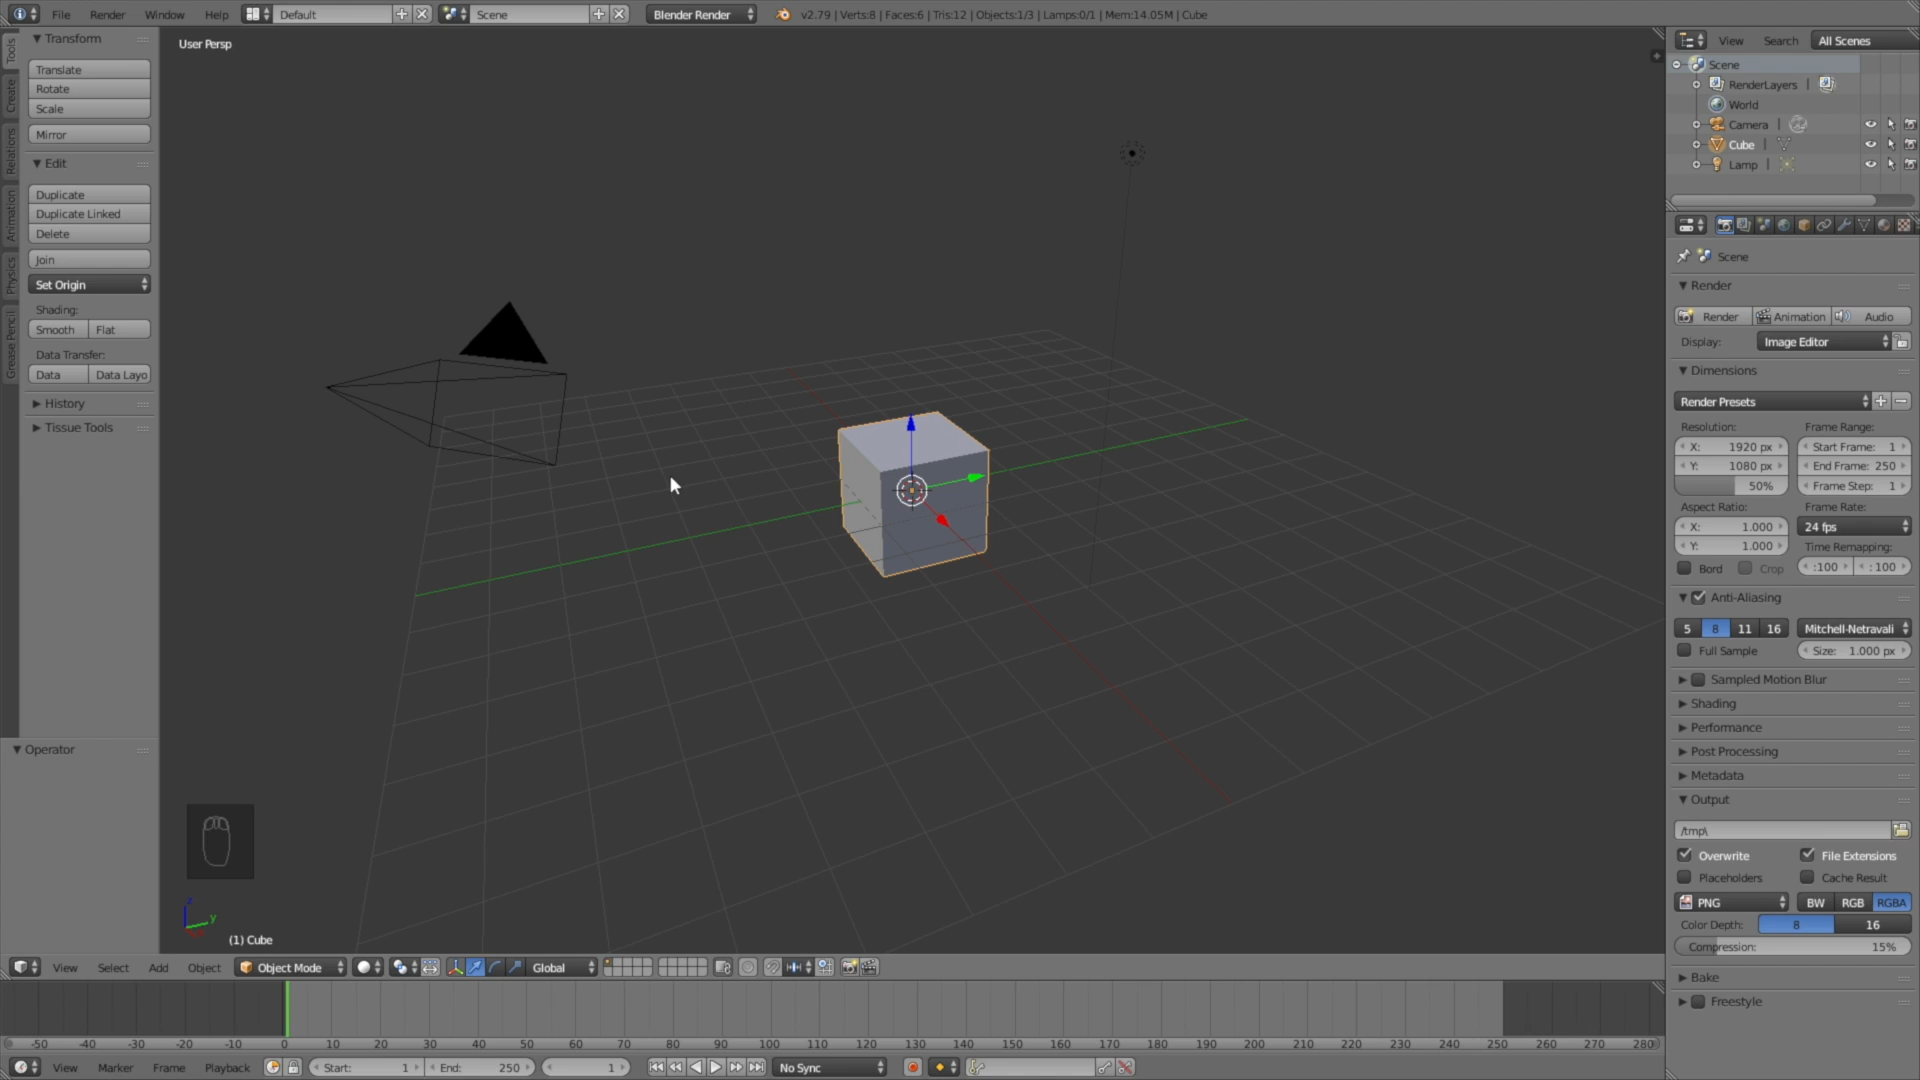 File Render Window Help Default Scene Blender Render v2.79 | Verts:8 | Faces:6 | Tris:12 | Objects:1/3 | Lamps:0/1 | Mem:14.05M | Cube
Tools
Create
Relations
Animation
Physics
Grease Pencil
Transform
Translate
Rotate
Scale
Mirror
Edit
Duplicate
Duplicate Linked
Delete
Join
Set Origin
Shading:
Smooth Flat
Data Transfer:
Data Data Layo
History
Tissue Tools
Operator
User Persp
z
y
(1) Cube
View Select Add Object Object Mode Global
-50 -40 -30 -20 -10 0 10 20 30 40 50 60 70 80 90 100 110 120 130 140 150 160 170 180 190 200 210 220 230 240 250 260 270 280
View Marker Frame Playback Start: 1 End: 250 1 No Sync
View Search All Scenes
Scene
RenderLayers |
World
Camera |
Cube |
Lamp |
Scene
Render
Render Animation Audio
Display: Image Editor
Dimensions
Render Presets
Resolution: Frame Range:
X: 1920 px Start Frame: 1
Y: 1080 px End Frame: 250
50% Frame Step: 1
Aspect Ratio: Frame Rate:
X: 1.000 24 fps
Y: 1.000 Time Remapping:
Bord Crop :100 :100
Anti-Aliasing
5 8 11 16 Mitchell-Netravali
Full Sample Size: 1.000 px
Sampled Motion Blur
Shading
Performance
Post Processing
Metadata
Output
/tmp\
Overwrite File Extensions
Placeholders Cache Result
PNG BW RGB RGBA
Color Depth: 8 16
Compression: 15%
Bake
Freestyle